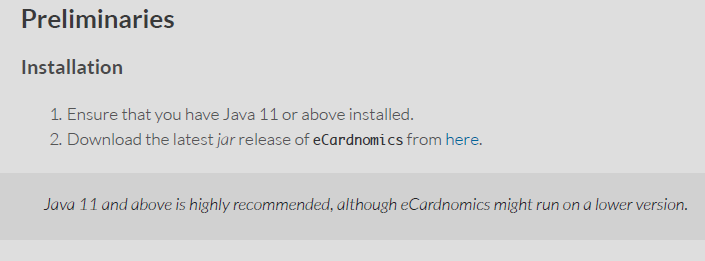 Preliminaries
Installation
1. Ensure that you have Java 11 or above installed.
2. Download the latest jar release of eCardnomics from here.
Java 11 and above is highly recommended, although eCardnomics might run on a lower version.